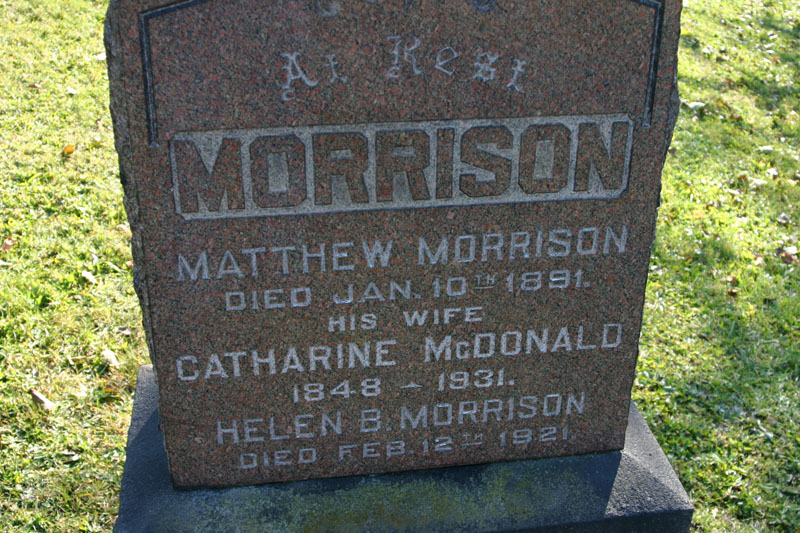 At Rest
MORRISON
MATTHEW MORRISON
DIED JAN. 10TH 1891.
HIS WIFE
CATHARINE McDONALD
1848 – 1931.
HELEN B. MORRISON
DIED FEB. 12TH 1921.